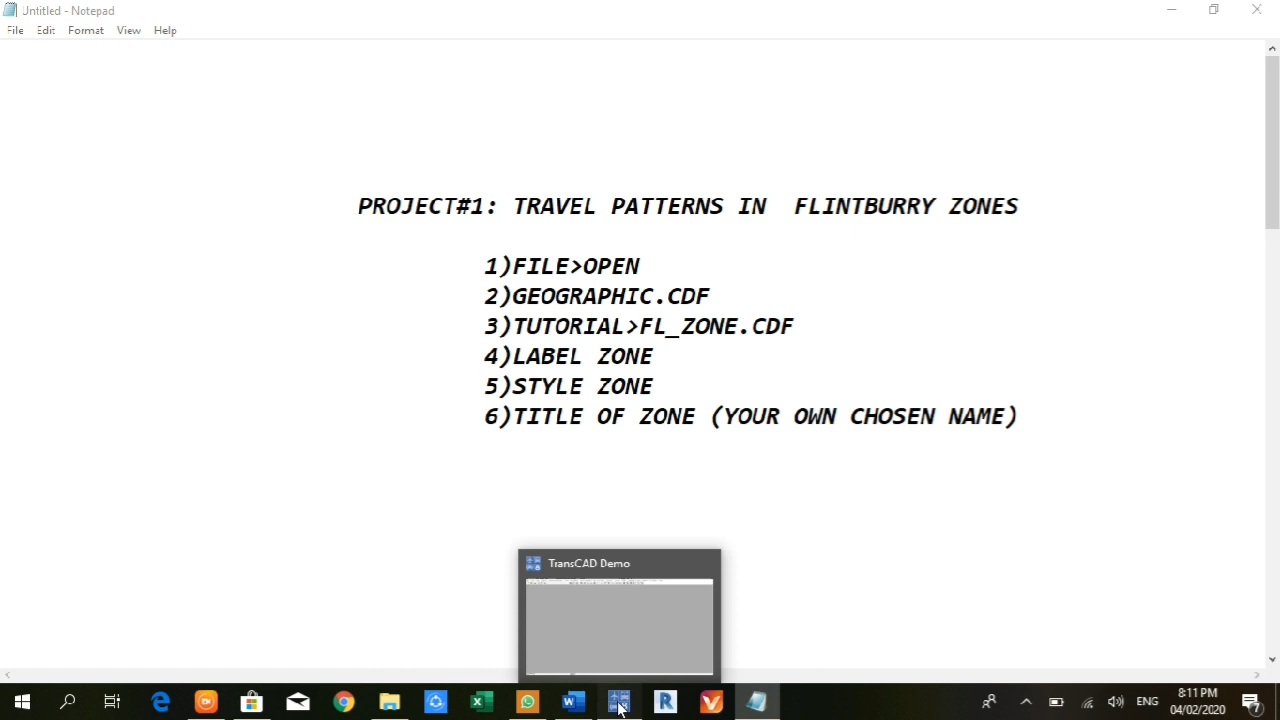 Untitled - Notepad
File Edit Format View Help
PROJECT#1: TRAVEL PATTERNS IN FLINTBURRY ZONES
1)FILE>OPEN
2)GEOGRAPHIC.CDF
3)TUTORIAL>FL_ZONE.CDF
4)LABEL ZONE
5)STYLE ZONE
6)TITLE OF ZONE (YOUR OWN CHOSEN NAME)
TransCAD Demo
ENG
8:11 PM
04/02/2020
7